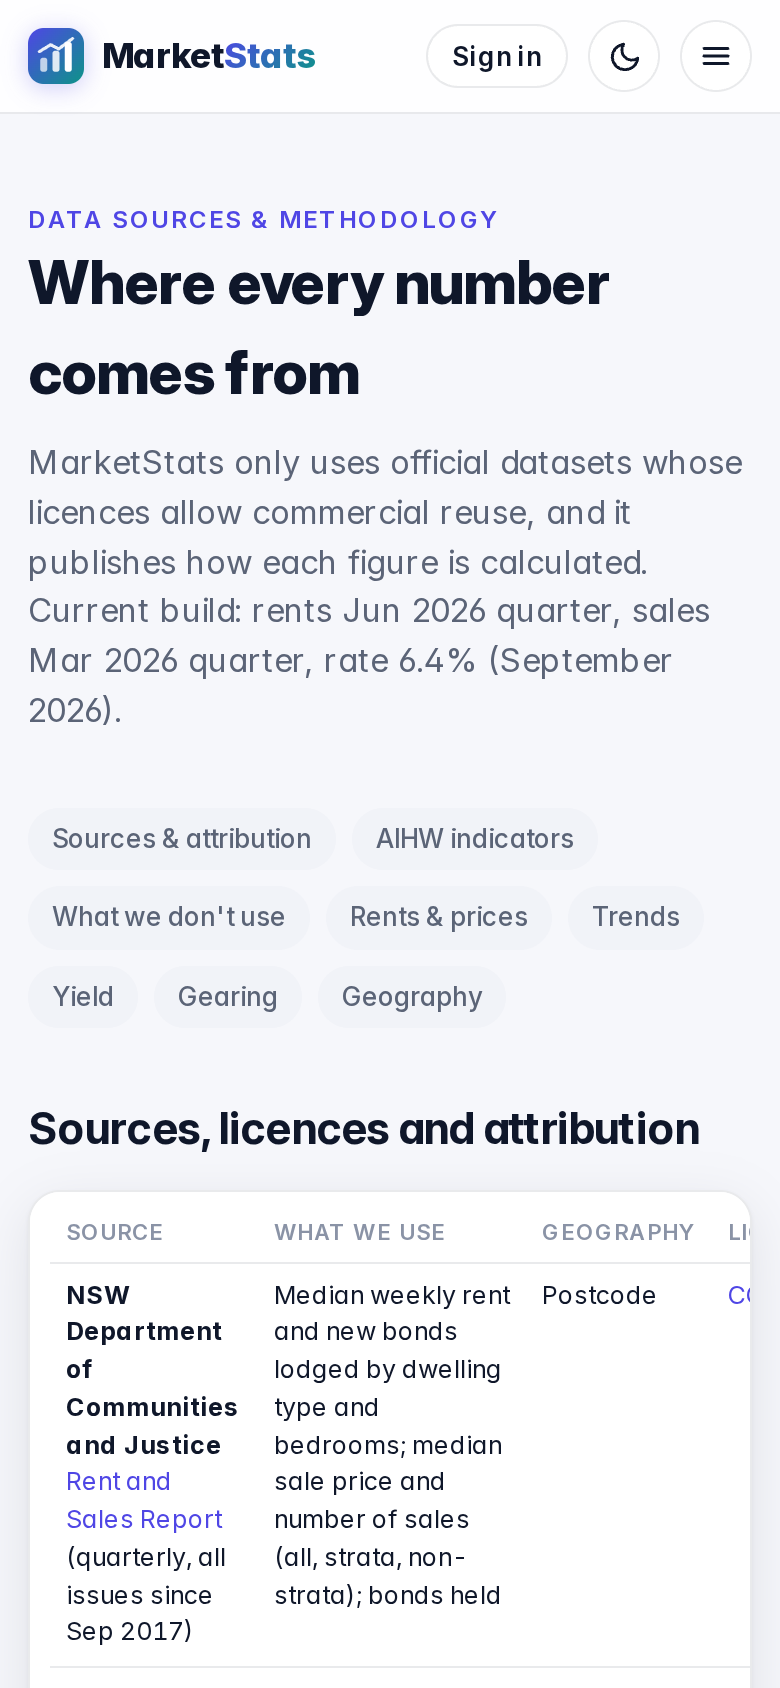 MarketStats
Sign in
DATA SOURCES & METHODOLOGY
Where every number
comes from
MarketStats only uses official datasets whose
licences allow commercial reuse, and it
publishes how each figure is calculated.
Current build: rents Jun 2026 quarter, sales
Mar 2026 quarter, rate 6.4% (September
2026).
Sources & attribution
AIHW indicators
What we don't use
Rents & prices
Trends
Yield
Gearing
Geography
Sources, licences and attribution
SOURCE
WHAT WE USE
GEOGRAPHY
NSW
Department
of
Communities
and Justice
Rent and
Sales Report
(quarterly, all
issues since
Sep 2017)
Median weekly rent
and new bonds
lodged by dwelling
type and
bedrooms; median
sale price and
number of sales
(all, strata, non-
strata); bonds held
Postcode